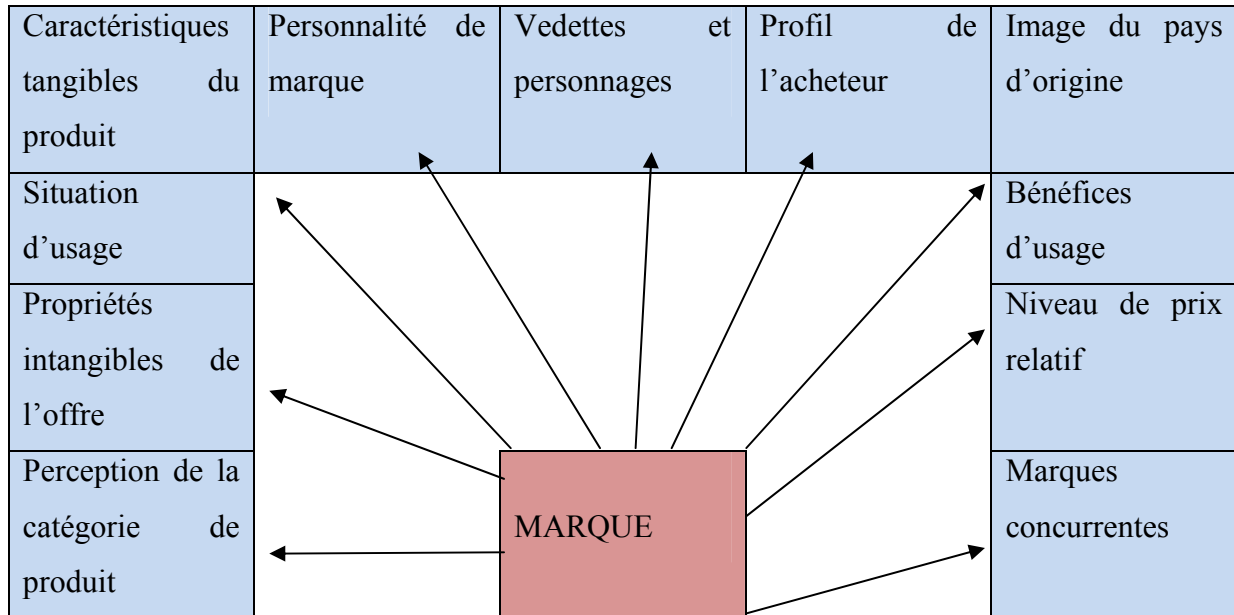 Caractéristiques
tangibles du
produit
Personnalité de
marque
Vedettes et
personnages
Profil de
l’acheteur
Image du pays
d’origine
Situation
d’usage
Bénéfices
d’usage
Propriétés
intangibles de
l’offre
Niveau de prix
relatif
Perception de la
catégorie de
produit
MARQUE
Marques
concurrentes